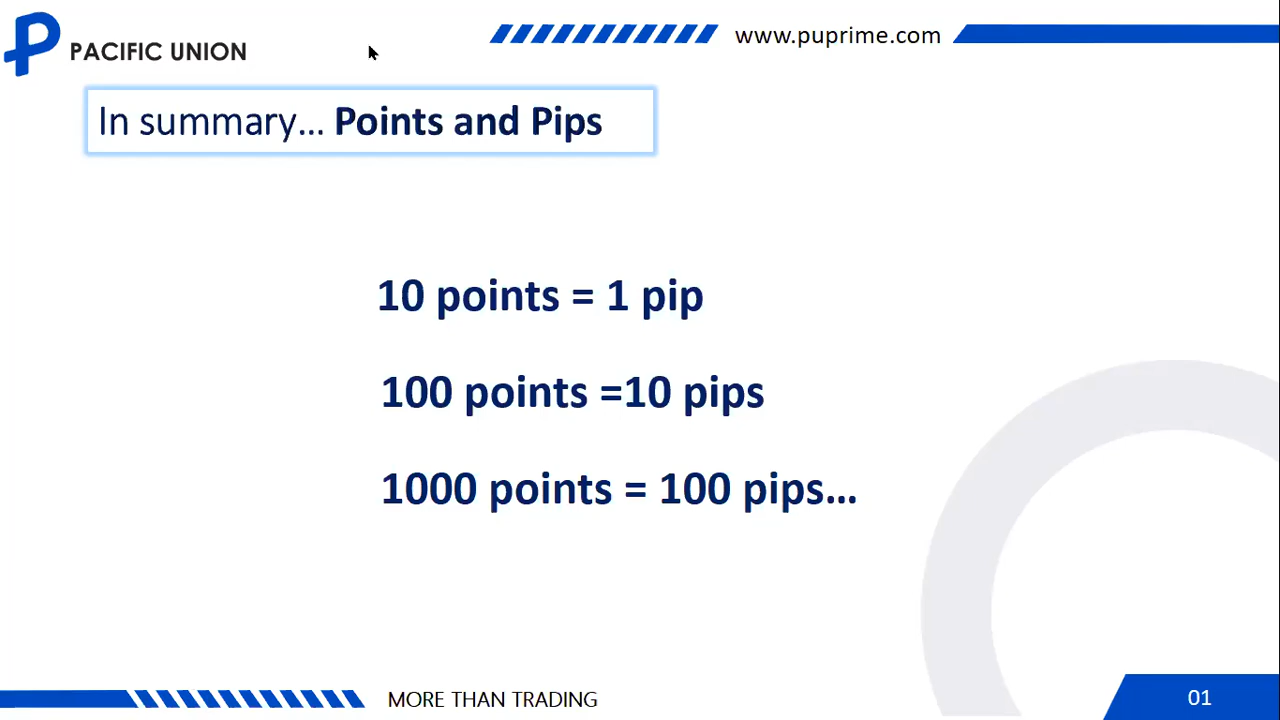 PACIFIC UNION
www.puprime.com
In summary... Points and Pips
10 points = 1 pip
100 points =10 pips
1000 points = 100 pips...
MORE THAN TRADING
01